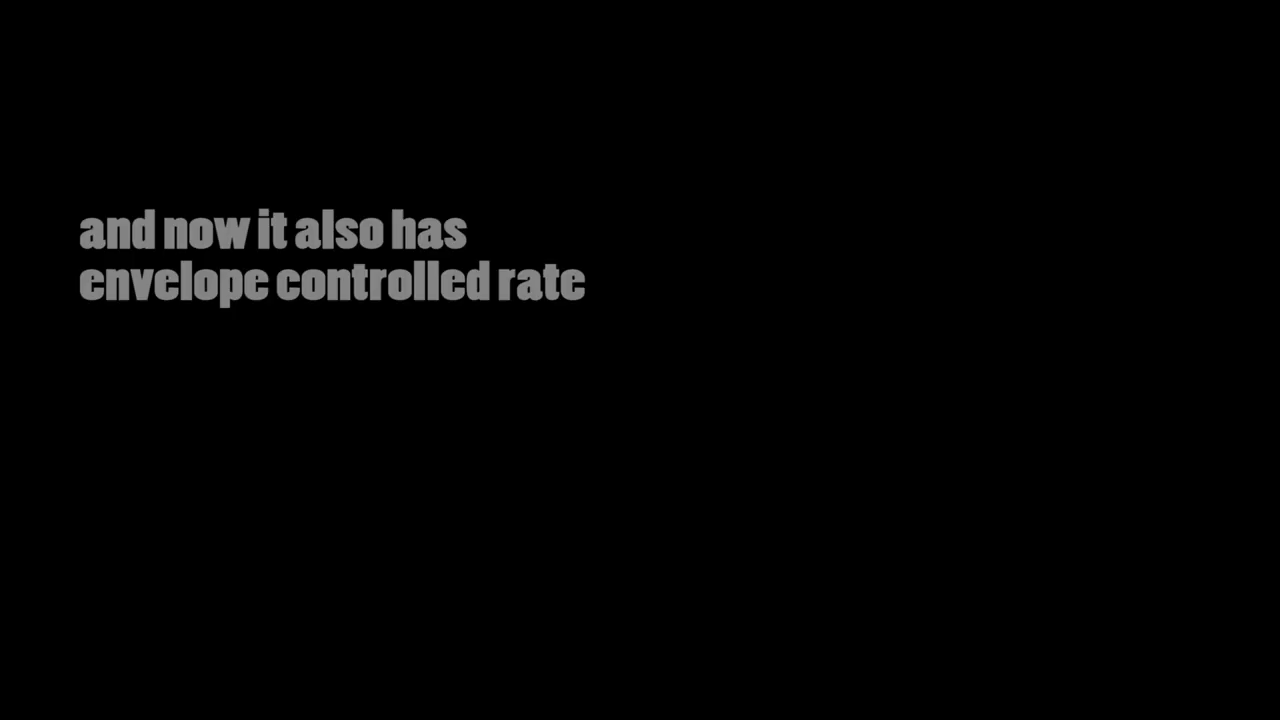 and now it also has
envelope controlled rate